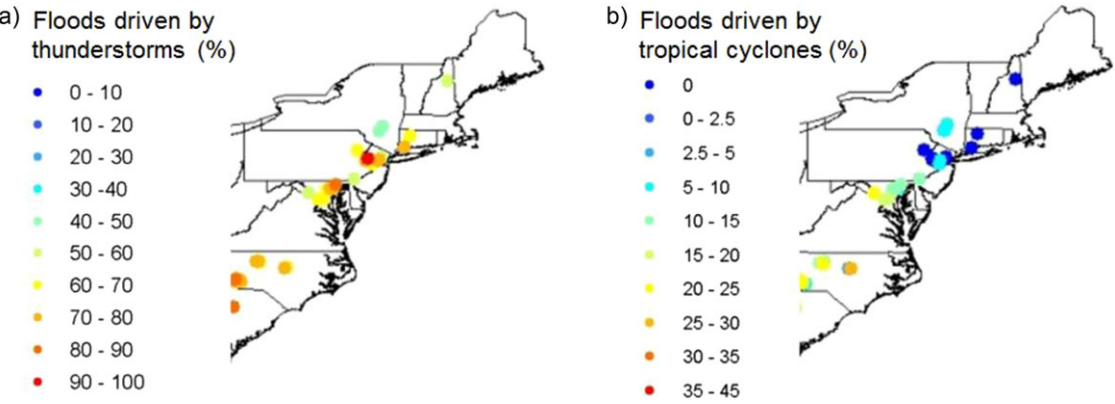 a) Floods driven by
thunderstorms (%)
0 - 10
10 - 20
20 - 30
30 -40
40 - 50
50 - 60
60 - 70
70 - 80
80 - 90
90 - 100
b) Floods driven by
tropical cyclones (%)
0
0 - 2.5
2.5 - 5
5 - 10
10 - 15
15 - 20
20 - 25
25 - 30
30 - 35
35 - 45